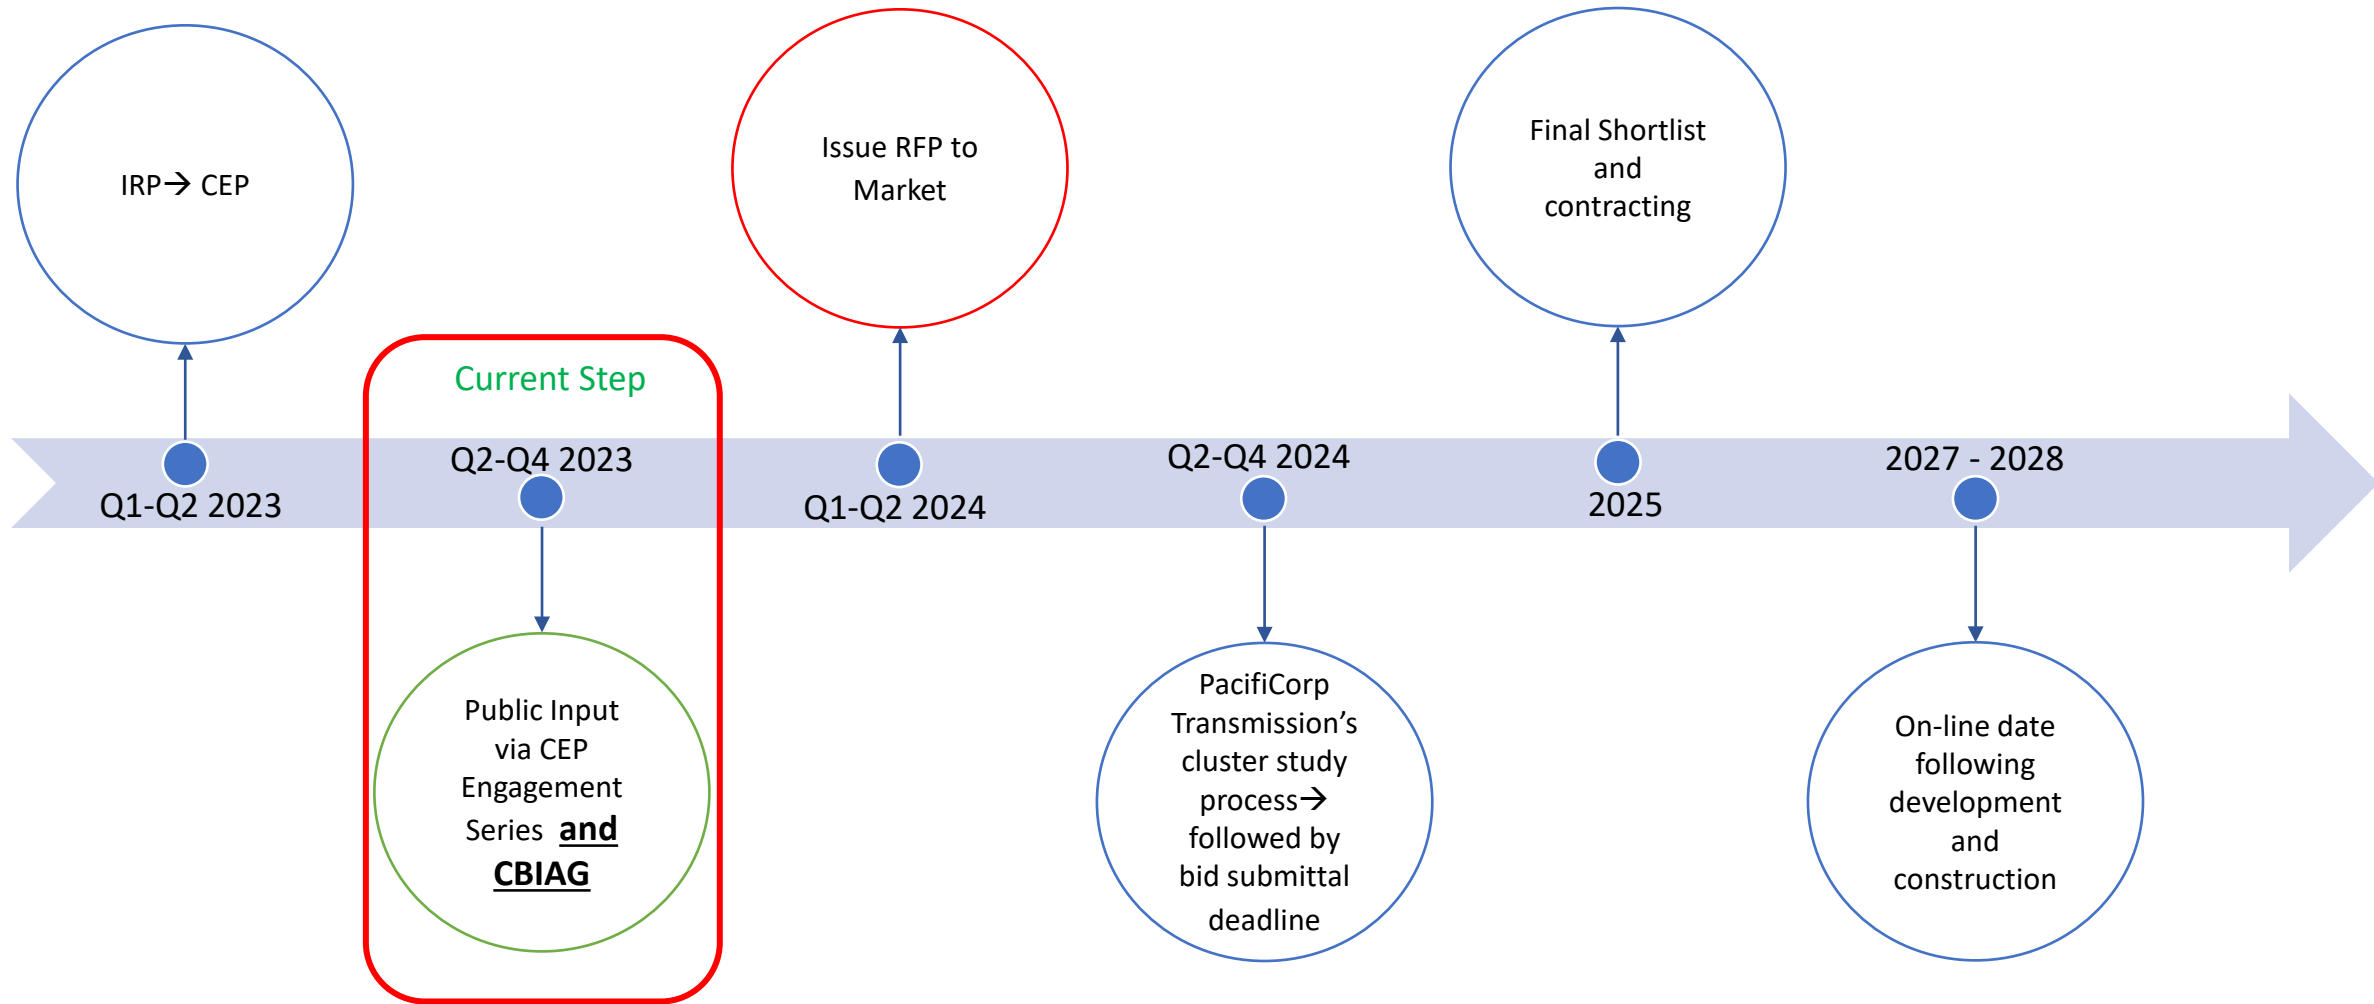 IRP→ CEP
Issue RFP to
Market
Final Shortlist
and
contracting
Current Step
Q1-Q2 2023
Q2-Q4 2023
Q1-Q2 2024
Q2-Q4 2024
2025
2027 - 2028
Public Input
via CEP
Engagement
Series and
CBIAG
PacifiCorp
Transmission’s
cluster study
process→
followed by
bid submittal
deadline
On-line date
following
development
and
construction